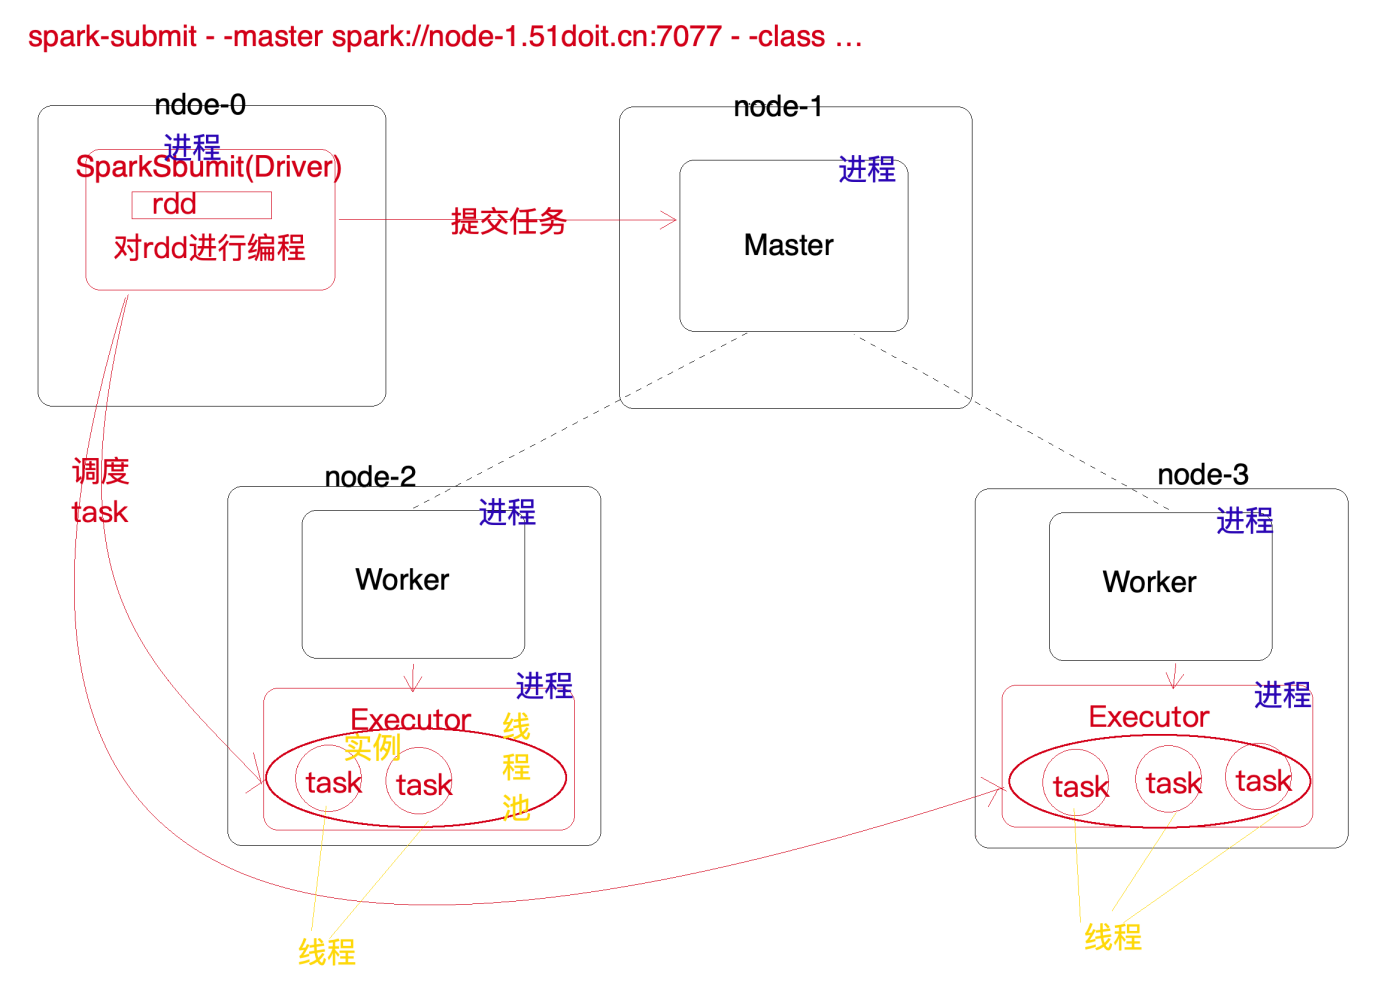 spark-submit - -master spark://node-1.51doit.cn:7077 - -class ...
ndoe-0
进程
SparkSbumit(Driver)
rdd
对rdd进行编程
提交任务
node-1
进程
Master
调度
task
node-2
进程
Worker
进程
Executor
实例
线
程
池
task
task
线程
node-3
进程
Worker
进程
Executor
task
task
task
线程